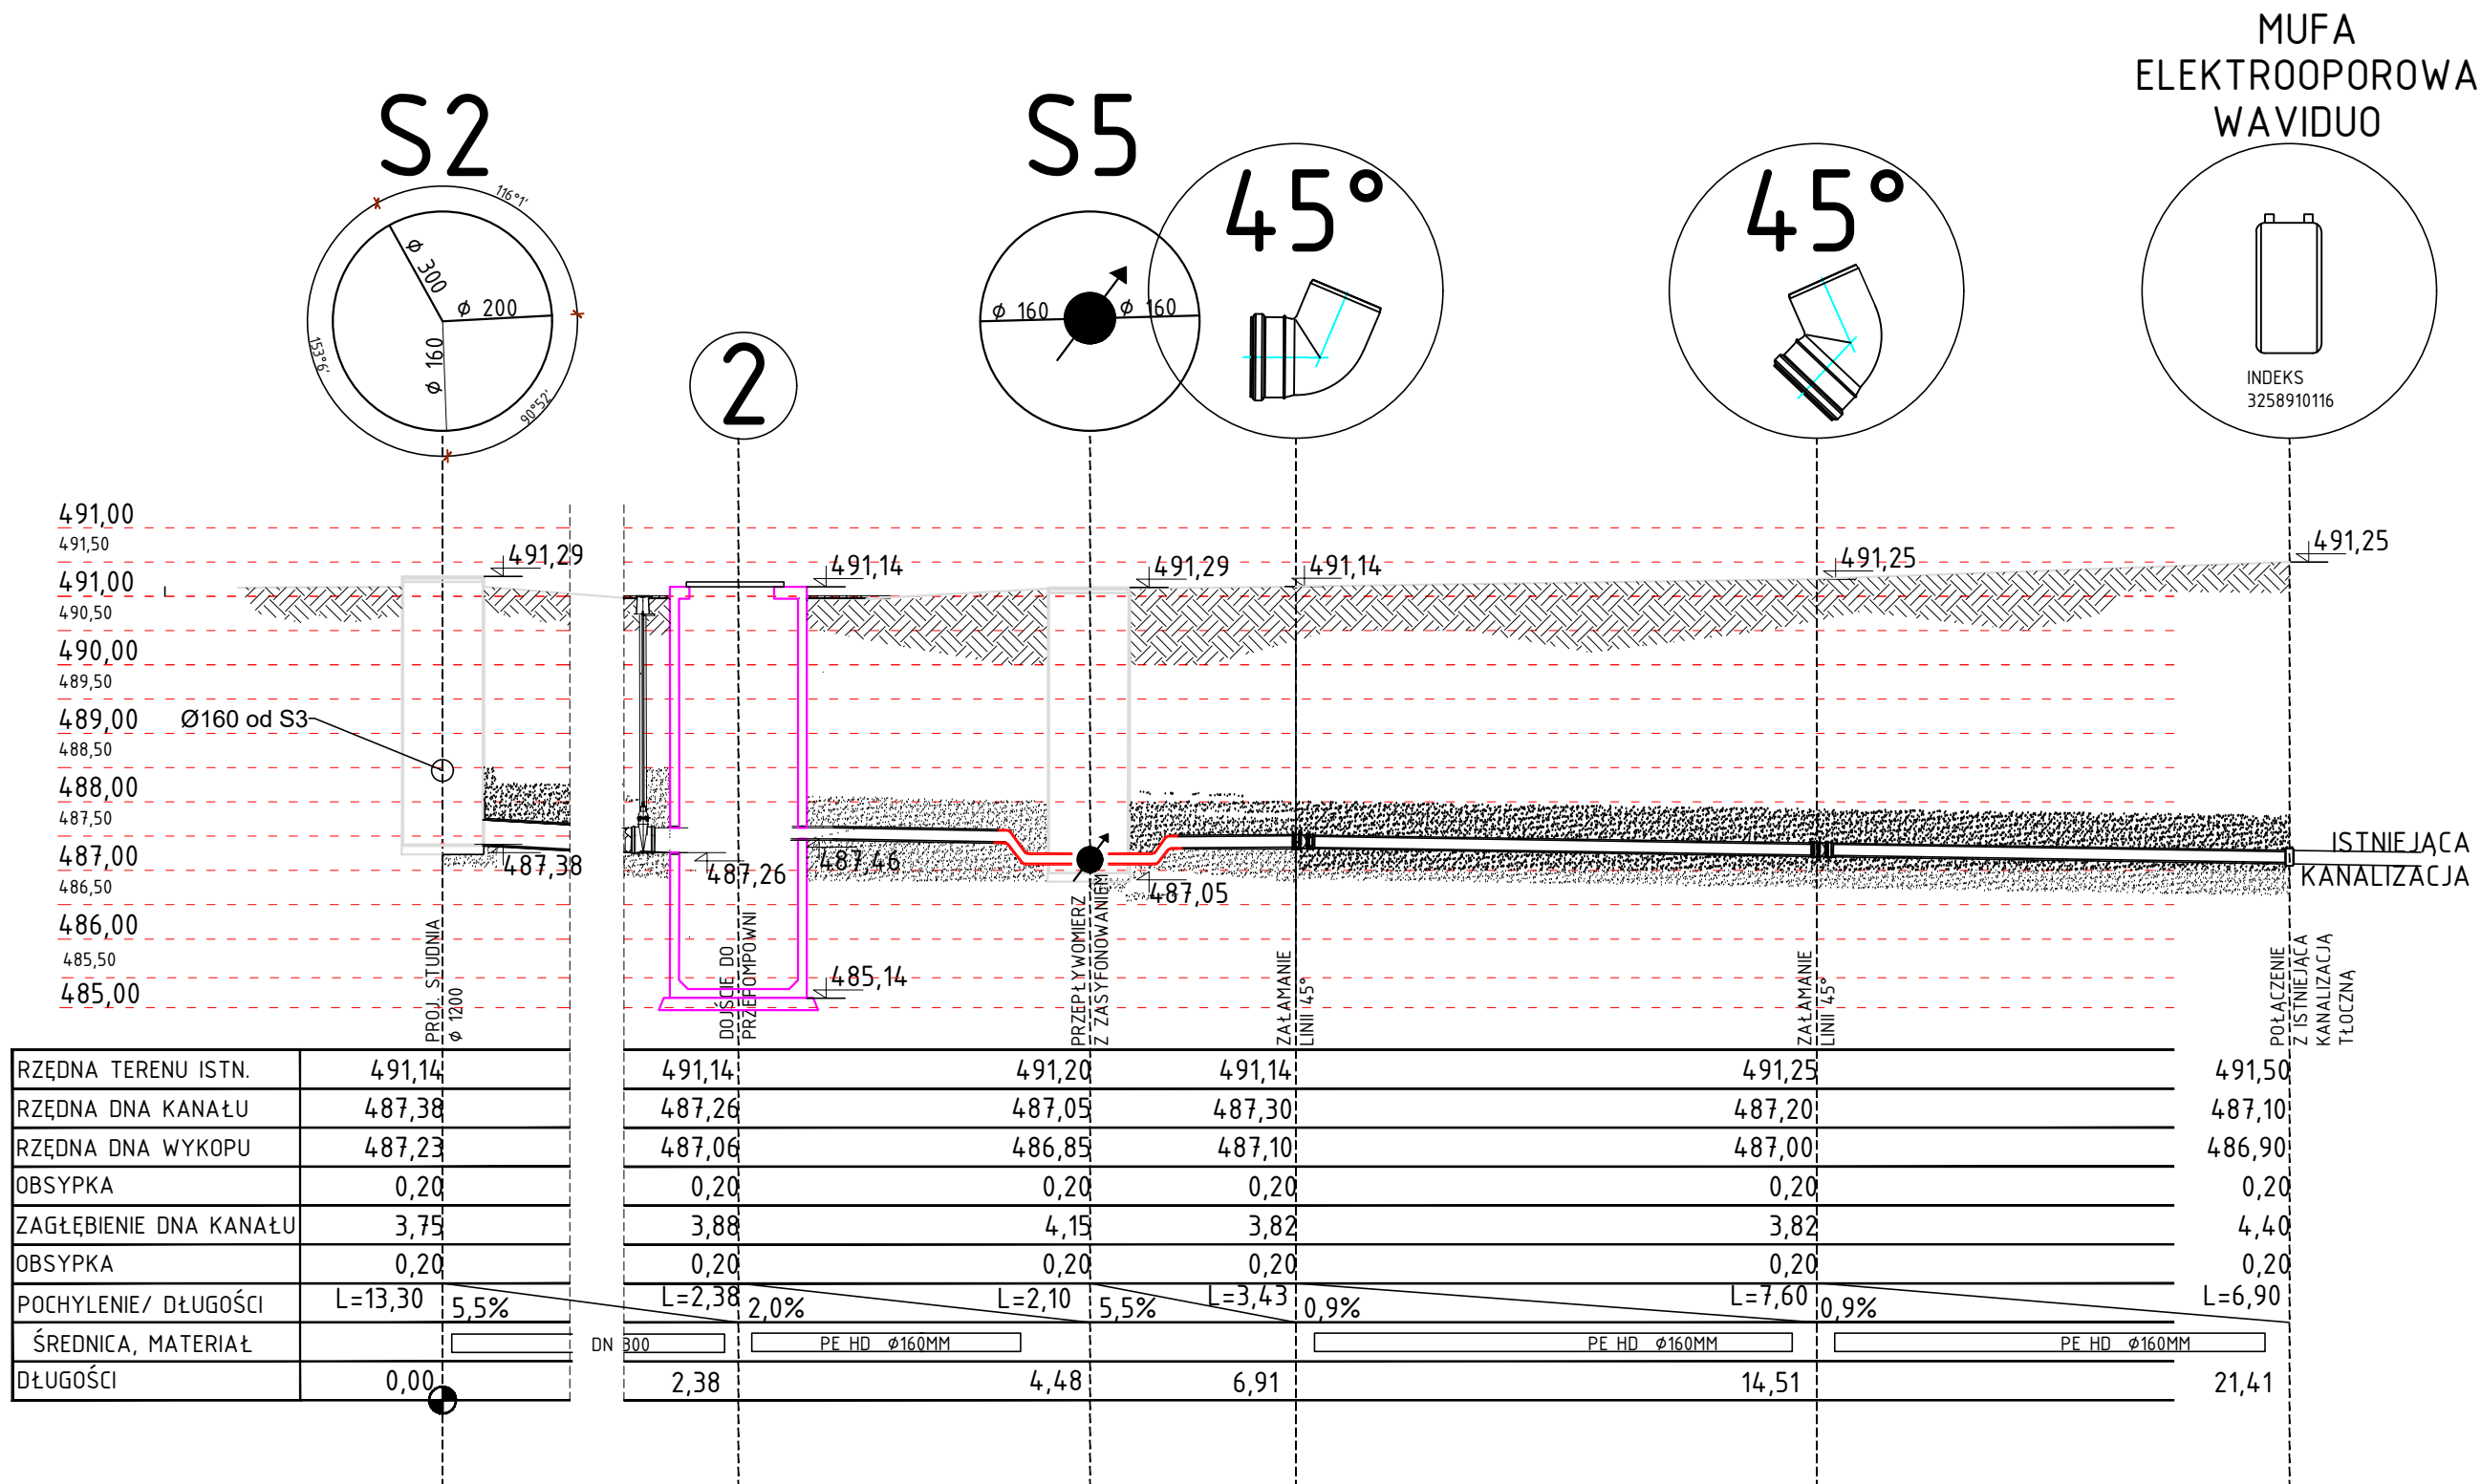 MUFA
ELEKTROOPOROWA
WAVIDUO
S2
S5
45°
45°
2
116°1'
153°6'
90°52'
ϕ 300
ϕ 200
ϕ 160
ϕ 160
ϕ 160
INDEKS
3258910116
491,00
491,50
491,00
490,50
490,00
489,50
489,00
488,50
488,00
487,50
487,00
486,50
486,00
485,50
485,00
491,29
491,14
491,29
491,14
491,25
491,25
Ø160 od S3
487,38
487,26
487,46
487,05
485,14
ISTNIEJĄCA
KANALIZACJA
PROJ. STUDNIA
ϕ 1200
DOJŚCIE DO
PRZEPOMPOWNI
PRZEPŁYWOMIERZ
Z ZASYFONOWANIEM
ZAŁAMANIE
LINII 45°
ZAŁAMANIE
LINII 45°
POŁĄCZENIE
Z ISTNIEJĄCA
KANALIZACJĄ
TŁOCZNĄ
RZĘDNA TERENU ISTN. 491,14 491,14 491,20 491,14 491,25 491,50
RZĘDNA DNA KANAŁU 487,38 487,26 487,05 487,30 487,20 487,10
RZĘDNA DNA WYKOPU 487,23 487,06 486,85 487,10 487,00 486,90
OBSYPKA 0,20 0,20 0,20 0,20 0,20 0,20
ZAGŁĘBIENIE DNA KANAŁU 3,75 3,88 4,15 3,82 3,82 4,40
OBSYPKA 0,20 0,20 0,20 0,20 0,20 0,20
POCHYLENIE/ DŁUGOŚCI L=13,30 5,5% L=2,38 2,0% L=2,10 5,5% L=3,43 0,9% L=7,60 0,9% L=6,90
ŚREDNICA, MATERIAŁ DN 300 PE HD ϕ160MM PE HD ϕ160MM PE HD ϕ160MM
DŁUGOŚCI 0,00 2,38 4,48 6,91 14,51 21,41